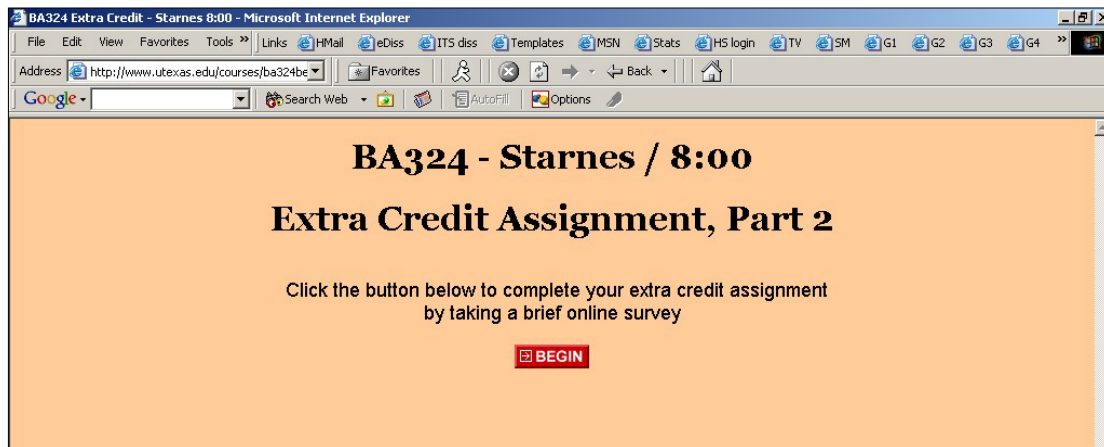 BA324 Extra Credit - Starnes 8:00 - Microsoft Internet Explorer
File Edit View Favorites Tools » Links HMail eDiss ITS diss Templates MSN Stats HS login TV SM G1 G2 G3 G4 »
Address http://www.utexas.edu/courses/ba324be Favorites Back
Google Search Web AutoFill Options
BA324 - Starnes / 8:00
Extra Credit Assignment, Part 2
Click the button below to complete your extra credit assignment
by taking a brief online survey
BEGIN